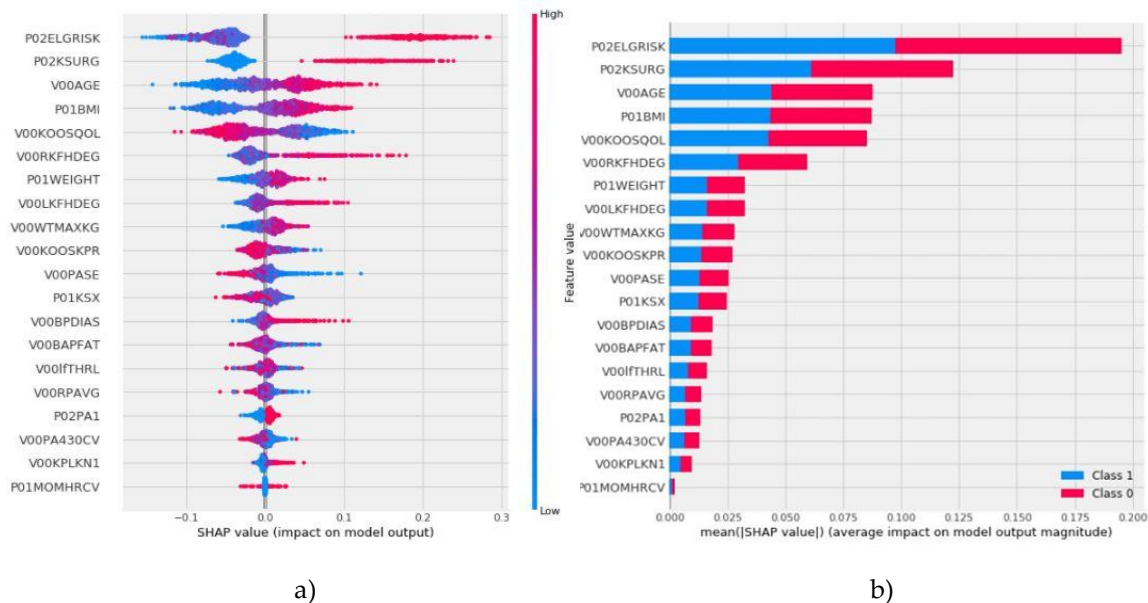 High
P02ELGRISK
P02KSURG
V00AGE
P01BMI
V00KOOSQOL
V00RKFHDEG
P01WEIGHT
V00LKFHDEG
V00WTMAXKG
V00KOOSKPR
V00PASE
P01KSX
V00BPDIAS
V00BAPFAT
V00lfTHRL
V00RPAVG
P02PA1
V00PA430CV
V00KPLKN1
P01MOMHRCV
Low
−0.1 0.0 0.1 0.2 0.3
SHAP value (impact on model output)
a)
Feature value
P02ELGRISK
P02KSURG
V00AGE
P01BMI
V00KOOSQOL
V00RKFHDEG
P01WEIGHT
V00LKFHDEG
V00WTMAXKG
V00KOOSKPR
V00PASE
P01KSX
V00BPDIAS
V00BAPFAT
V00lfTHRL
V00RPAVG
P02PA1
V00PA430CV
V00KPLKN1
P01MOMHRCV
Class 1
Class 0
0.000 0.025 0.050 0.075 0.100 0.125 0.150 0.175 0.200
mean(|SHAP value|) (average impact on model output magnitude)
b)